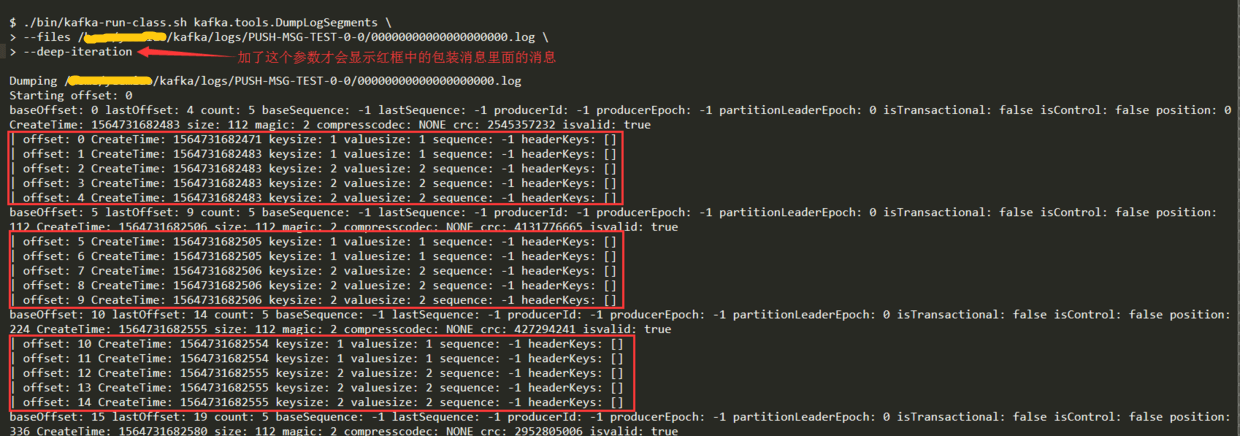 $ ./bin/kafka-run-class.sh kafka.tools.DumpLogSegments \
> --files / /kafka/logs/PUSH-MSG-TEST-0-0/00000000000000000000.log \
> --deep-iteration 加了这个参数才会显示红框中的包装消息里面的消息
Dumping / /kafka/logs/PUSH-MSG-TEST-0-0/00000000000000000000.log
Starting offset: 0
baseOffset: 0 lastOffset: 4 count: 5 baseSequence: -1 lastSequence: -1 producerId: -1 producerEpoch: -1 partitionLeaderEpoch: 0 isTransactional: false isControl: false position: 0
CreateTime: 1564731682483 size: 112 magic: 2 compresscodec: NONE crc: 2545357232 isvalid: true
| offset: 0 CreateTime: 1564731682471 keysize: 1 valuesize: 1 sequence: -1 headerKeys: []
| offset: 1 CreateTime: 1564731682483 keysize: 1 valuesize: 1 sequence: -1 headerKeys: []
| offset: 2 CreateTime: 1564731682483 keysize: 2 valuesize: 2 sequence: -1 headerKeys: []
| offset: 3 CreateTime: 1564731682483 keysize: 2 valuesize: 2 sequence: -1 headerKeys: []
| offset: 4 CreateTime: 1564731682483 keysize: 2 valuesize: 2 sequence: -1 headerKeys: []
baseOffset: 5 lastOffset: 9 count: 5 baseSequence: -1 lastSequence: -1 producerId: -1 producerEpoch: -1 partitionLeaderEpoch: 0 isTransactional: false isControl: false position:
112 CreateTime: 1564731682506 size: 112 magic: 2 compresscodec: NONE crc: 4131776665 isvalid: true
| offset: 5 CreateTime: 1564731682505 keysize: 1 valuesize: 1 sequence: -1 headerKeys: []
| offset: 6 CreateTime: 1564731682505 keysize: 1 valuesize: 1 sequence: -1 headerKeys: []
| offset: 7 CreateTime: 1564731682506 keysize: 2 valuesize: 2 sequence: -1 headerKeys: []
| offset: 8 CreateTime: 1564731682506 keysize: 2 valuesize: 2 sequence: -1 headerKeys: []
| offset: 9 CreateTime: 1564731682506 keysize: 2 valuesize: 2 sequence: -1 headerKeys: []
baseOffset: 10 lastOffset: 14 count: 5 baseSequence: -1 lastSequence: -1 producerId: -1 producerEpoch: -1 partitionLeaderEpoch: 0 isTransactional: false isControl: false position:
224 CreateTime: 1564731682555 size: 112 magic: 2 compresscodec: NONE crc: 427294241 isvalid: true
| offset: 10 CreateTime: 1564731682554 keysize: 1 valuesize: 1 sequence: -1 headerKeys: []
| offset: 11 CreateTime: 1564731682554 keysize: 1 valuesize: 1 sequence: -1 headerKeys: []
| offset: 12 CreateTime: 1564731682555 keysize: 2 valuesize: 2 sequence: -1 headerKeys: []
| offset: 13 CreateTime: 1564731682555 keysize: 2 valuesize: 2 sequence: -1 headerKeys: []
| offset: 14 CreateTime: 1564731682555 keysize: 2 valuesize: 2 sequence: -1 headerKeys: []
baseOffset: 15 lastOffset: 19 count: 5 baseSequence: -1 lastSequence: -1 producerId: -1 producerEpoch: -1 partitionLeaderEpoch: 0 isTransactional: false isControl: false position:
336 CreateTime: 1564731682580 size: 112 magic: 2 compresscodec: NONE crc: 2952805006 isvalid: true